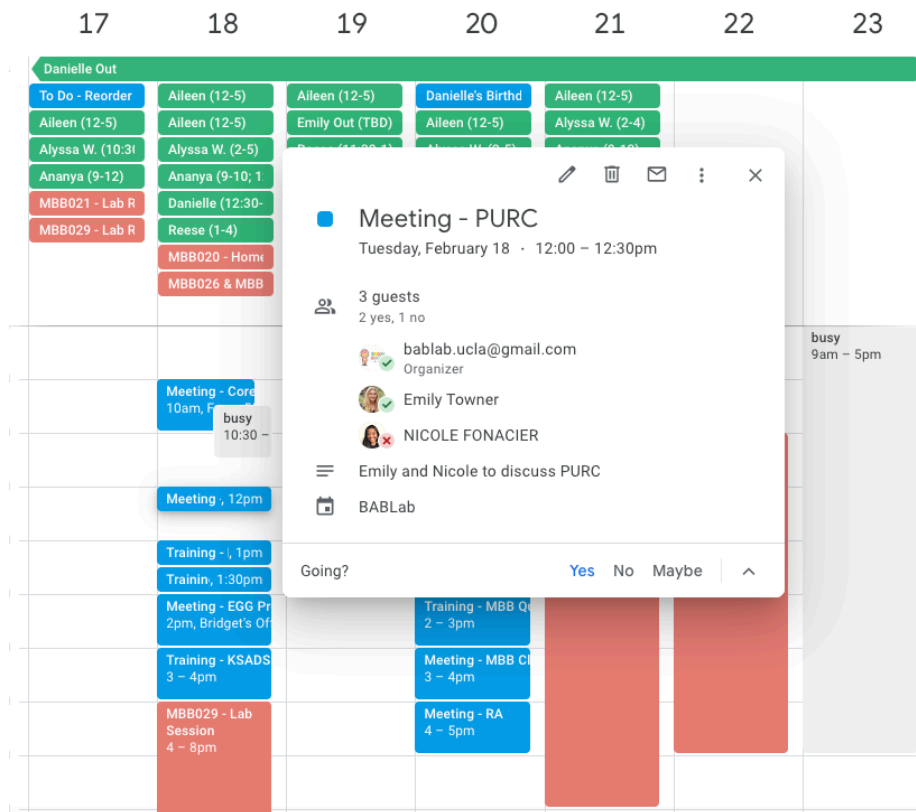 17 18 19 20 21 22 23
Danielle Out
To Do - Reorder
Aileen (12-5)
Alyssa W. (10:3
Ananya (9-12)
MBB021 - Lab R
MBB029 - Lab R
Aileen (12-5)
Aileen (12-5)
Alyssa W. (2-5)
Ananya (9-10; 1
Danielle (12:30-
Reese (1-4)
MBB020 - Home
MBB026 & MBB
Aileen (12-5)
Emily Out (TBD)
Danielle's Birthd
Aileen (12-5)
Aileen (12-5)
Alyssa W. (2-4)
Meeting - PURC
Tuesday, February 18 · 12:00 – 12:30pm
3 guests
2 yes, 1 no
bablab.ucla@gmail.com
Organizer
Emily Towner
NICOLE FONACIER
Emily and Nicole to discuss PURC
BABLab
Going?
Yes No Maybe
Meeting - Core
10am,
busy
10:30 –
Meeting , 12pm
Training - , 1pm
Trainin, 1:30pm
Meeting - EGG Pr
2pm, Bridget's Of
Training - KSADS
3 – 4pm
MBB029 - Lab
Session
4 – 8pm
Training - MBB Qu
2 – 3pm
Meeting - MBB Cl
3 – 4pm
Meeting - RA
4 – 5pm
busy
9am – 5pm